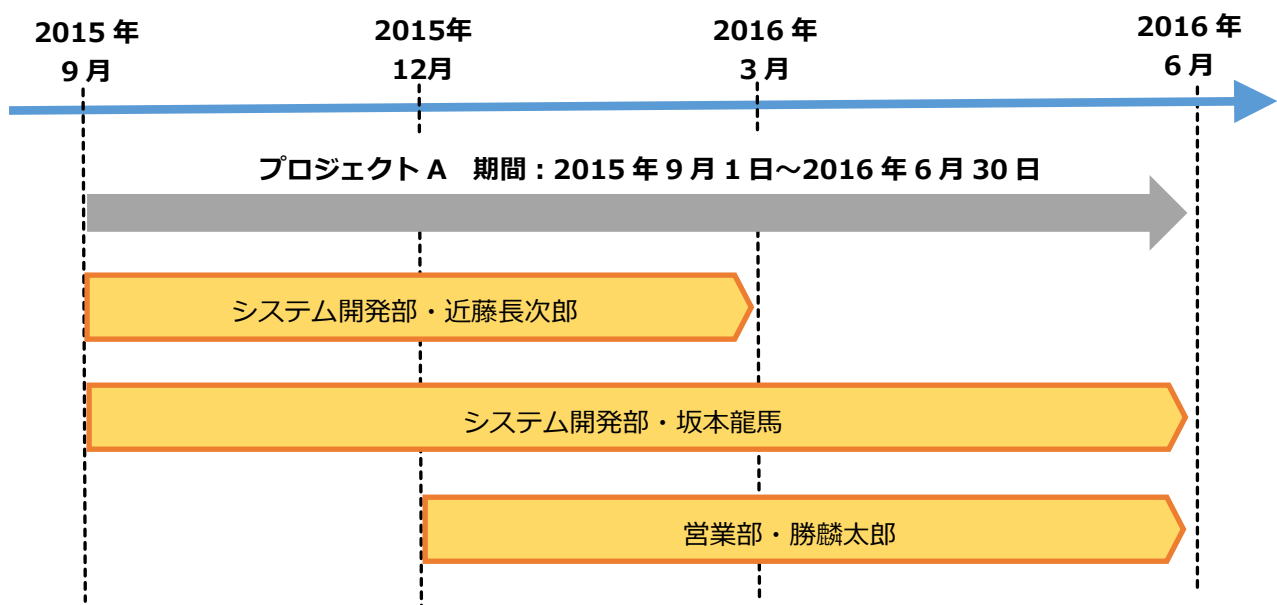 2015 年
9 月
2015年
12月
2016 年
3 月
2016 年
6 月
プロジェクト A　期間：2015 年 9 月 1 日～2016 年 6 月 30 日
システム開発部・近藤長次郎
システム開発部・坂本龍馬
営業部・勝麟太郎